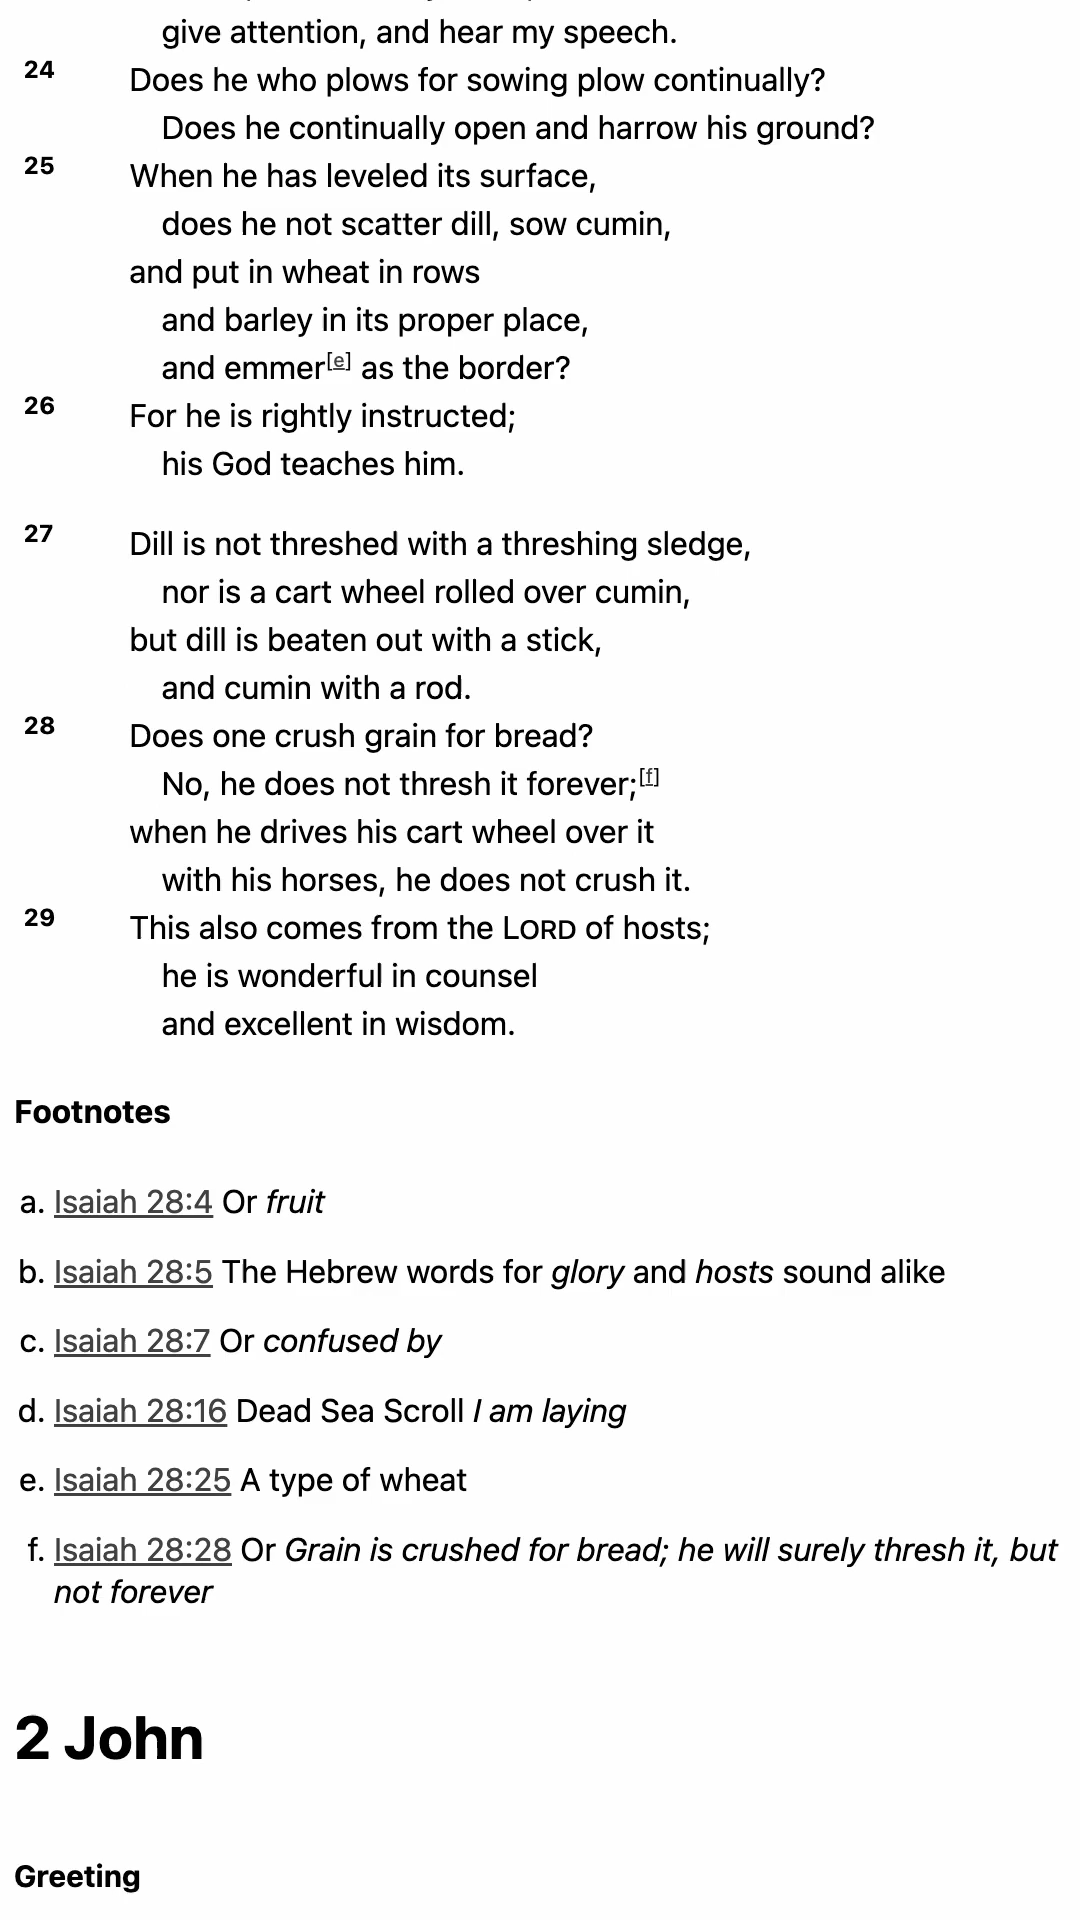 give attention, and hear my speech.
24 Does he who plows for sowing plow continually?
Does he continually open and harrow his ground?
25 When he has leveled its surface,
does he not scatter dill, sow cumin,
and put in wheat in rows
and barley in its proper place,
and emmer[e] as the border?
26 For he is rightly instructed;
his God teaches him.
27 Dill is not threshed with a threshing sledge,
nor is a cart wheel rolled over cumin,
but dill is beaten out with a stick,
and cumin with a rod.
28 Does one crush grain for bread?
No, he does not thresh it forever;[f]
when he drives his cart wheel over it
with his horses, he does not crush it.
29 This also comes from the LORD of hosts;
he is wonderful in counsel
and excellent in wisdom.
Footnotes
a. Isaiah 28:4 Or fruit
b. Isaiah 28:5 The Hebrew words for glory and hosts sound alike
c. Isaiah 28:7 Or confused by
d. Isaiah 28:16 Dead Sea Scroll I am laying
e. Isaiah 28:25 A type of wheat
f. Isaiah 28:28 Or Grain is crushed for bread; he will surely thresh it, but
not forever
2 John
Greeting